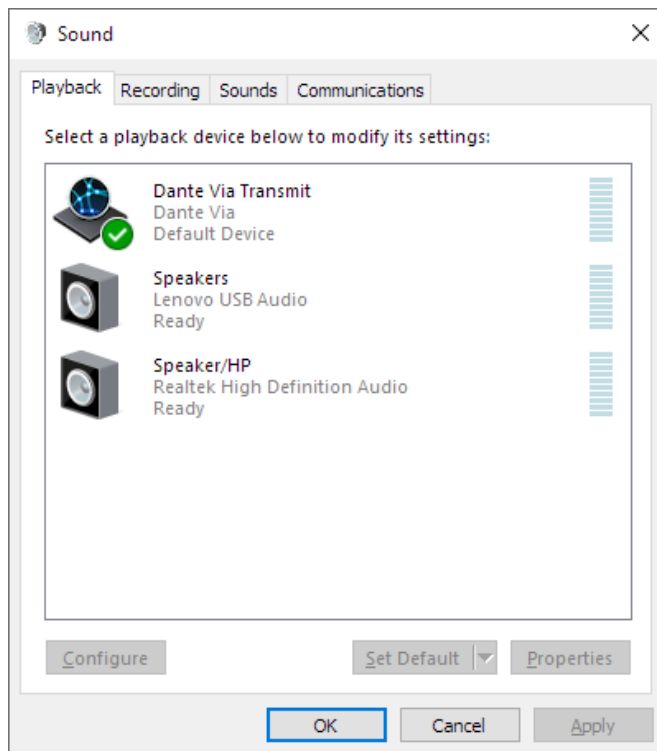 Sound
Playback Recording Sounds Communications
Select a playback device below to modify its settings:
Dante Via Transmit
Dante Via
Default Device
Speakers
Lenovo USB Audio
Ready
Speaker/HP
Realtek High Definition Audio
Ready
Configure Set Default Properties
OK Cancel Apply